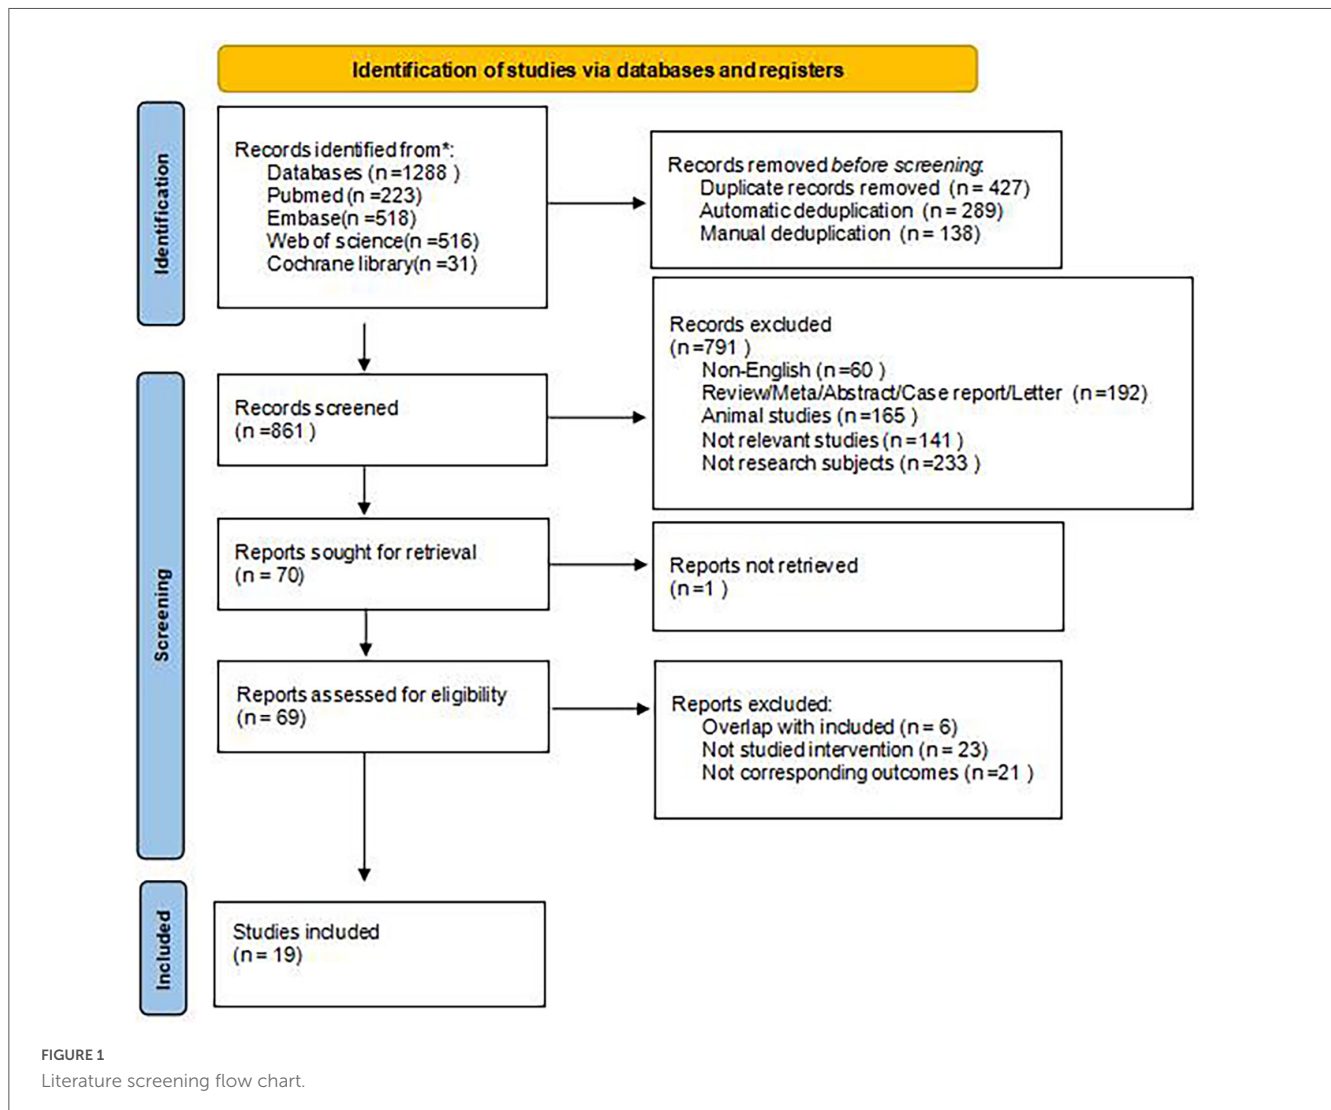 Identification of studies via databases and registers
Identification
Records identified from*:
Databases (n =1288 )
Pubmed (n =223)
Embase(n =518)
Web of science(n =516)
Cochrane library(n =31)
Records removed before screening:
Duplicate records removed (n = 427)
Automatic deduplication (n = 289)
Manual deduplication (n = 138)
Screening
Records screened
(n =861 )
Records excluded
(n =791 )
Non-English (n =60 )
Review/Meta/Abstract/Case report/Letter (n =192)
Animal studies (n =165 )
Not relevant studies (n =141 )
Not research subjects (n =233 )
Reports sought for retrieval
(n = 70)
Reports not retrieved
(n =1 )
Reports assessed for eligibility
(n = 69)
Reports excluded:
Overlap with included (n = 6)
Not studied intervention (n = 23)
Not corresponding outcomes (n =21 )
Included
Studies included
(n = 19)
FIGURE 1
Literature screening flow chart.